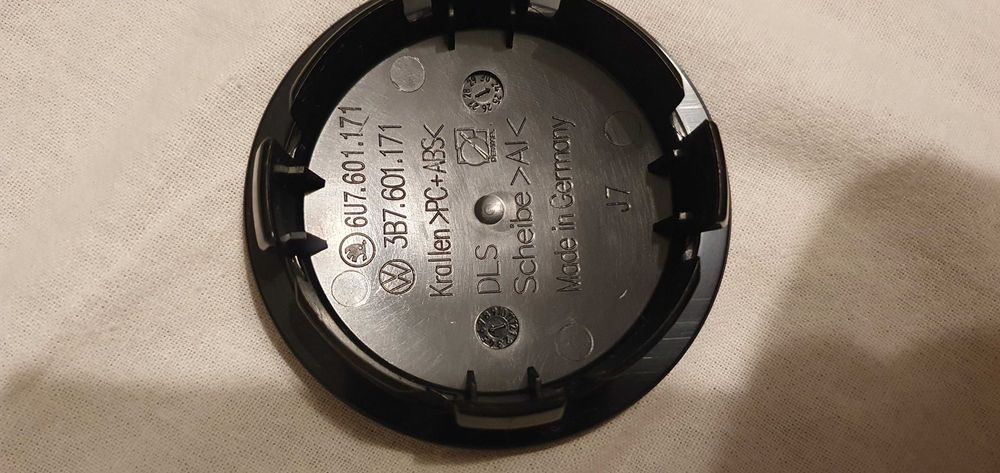 6U7.601.171
3B7.601.171
Krallen >PC+ABS<
DLS
Scheibe >Al<
Made in Germany
J7